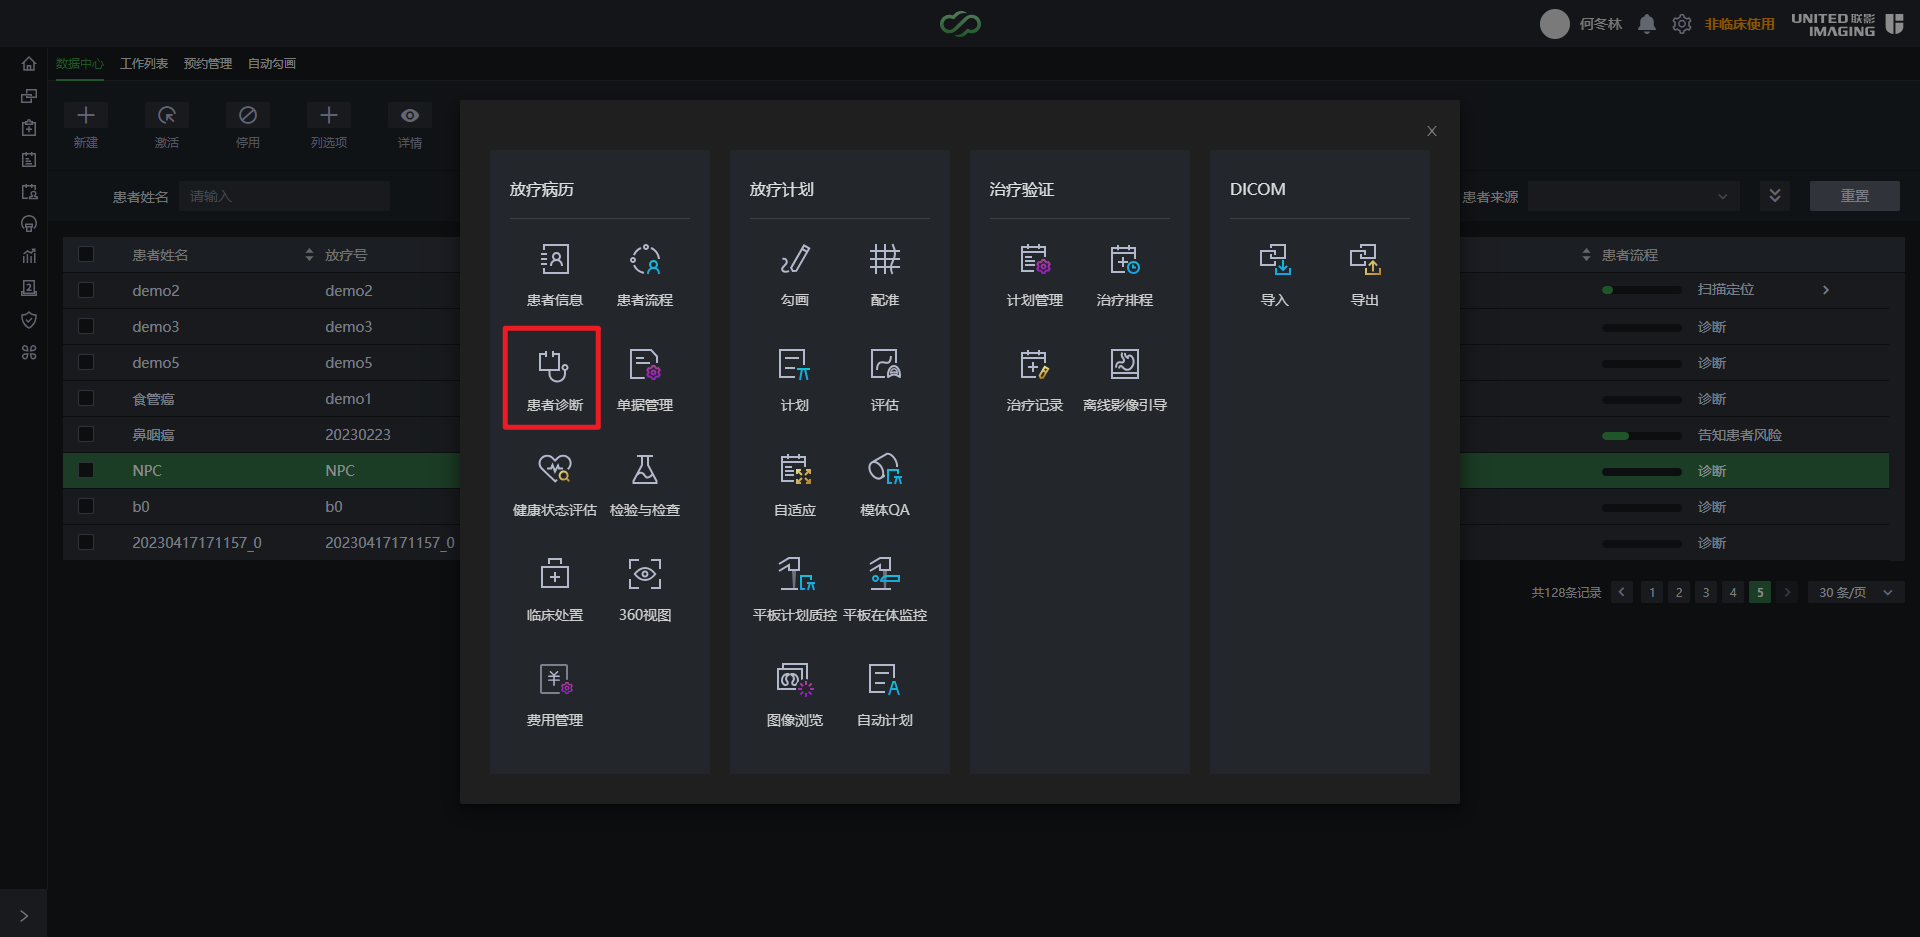 何冬林
非临床使用
UNITED 联影
IMAGING
数据中心 工作列表 预约管理 自动勾画
新建 激活 停用 列选项 详情
X
患者姓名 请输入
患者来源
重置
患者姓名 放疗号
患者流程
demo2 demo2
扫描定位
demo3 demo3
诊断
demo5 demo5
诊断
食管癌 demo1
诊断
鼻咽癌 20230223
告知患者风险
NPC NPC
诊断
b0 b0
诊断
20230417171157_0 20230417171157_0
诊断
共128条记录 1 2 3 4 5 30 条/页
放疗病历
患者信息 患者流程
患者诊断 单据管理
健康状态评估 检验与检查
临床处置 360视图
费用管理
放疗计划
勾画 配准
计划 评估
自适应 模体QA
平板计划质控 平板在体监控
图像浏览 自动计划
治疗验证
计划管理 治疗排程
治疗记录 离线影像引导
DICOM
导入 导出